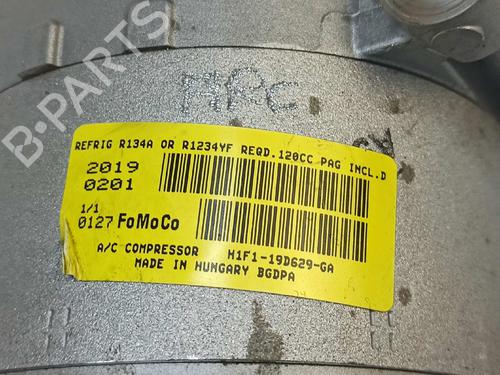 B-PARTS
MPC
REFRIG R134A OR R1234YF REQD.120CC PAG INCL.D
2019
0201
1/1
0127 FoMoCo
A/C COMPRESSOR H1F1-19D629-GA
MADE IN HUNGARY BGDPA